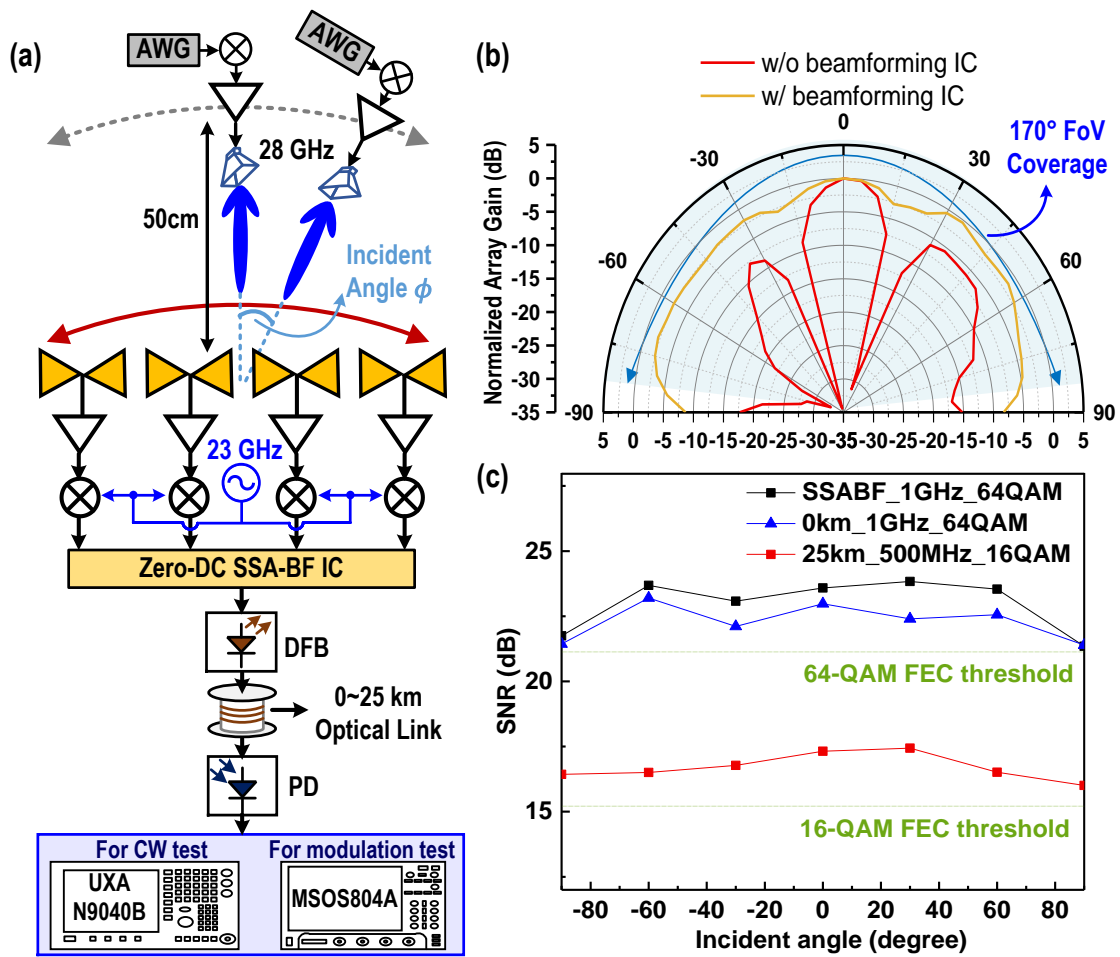 (a)
AWG
AWG
28 GHz
50cm
Incident
Angle ϕ
23 GHz
Zero-DC SSA-BF IC
DFB
0~25 km
Optical Link
PD
For CW test
For modulation test
UXA
N9040B
MSOS804A
(b)
w/o beamforming IC
w/ beamforming IC
170° FoV
Coverage
Normalized Array Gain (dB)
5
0
-5
-10
-15
-20
-25
-30
-35
-90
-60
-30
0
30
60
90
5 0 -5 -10 -15 -20 -25 -30 -35 -30 -25 -20 -15 -10 -5 0 5
(c)
SSABF_1GHz_64QAM
0km_1GHz_64QAM
25km_500MHz_16QAM
SNR (dB)
25
20
15
64-QAM FEC threshold
16-QAM FEC threshold
-80 -60 -40 -20 0 20 40 60 80
Incident angle (degree)